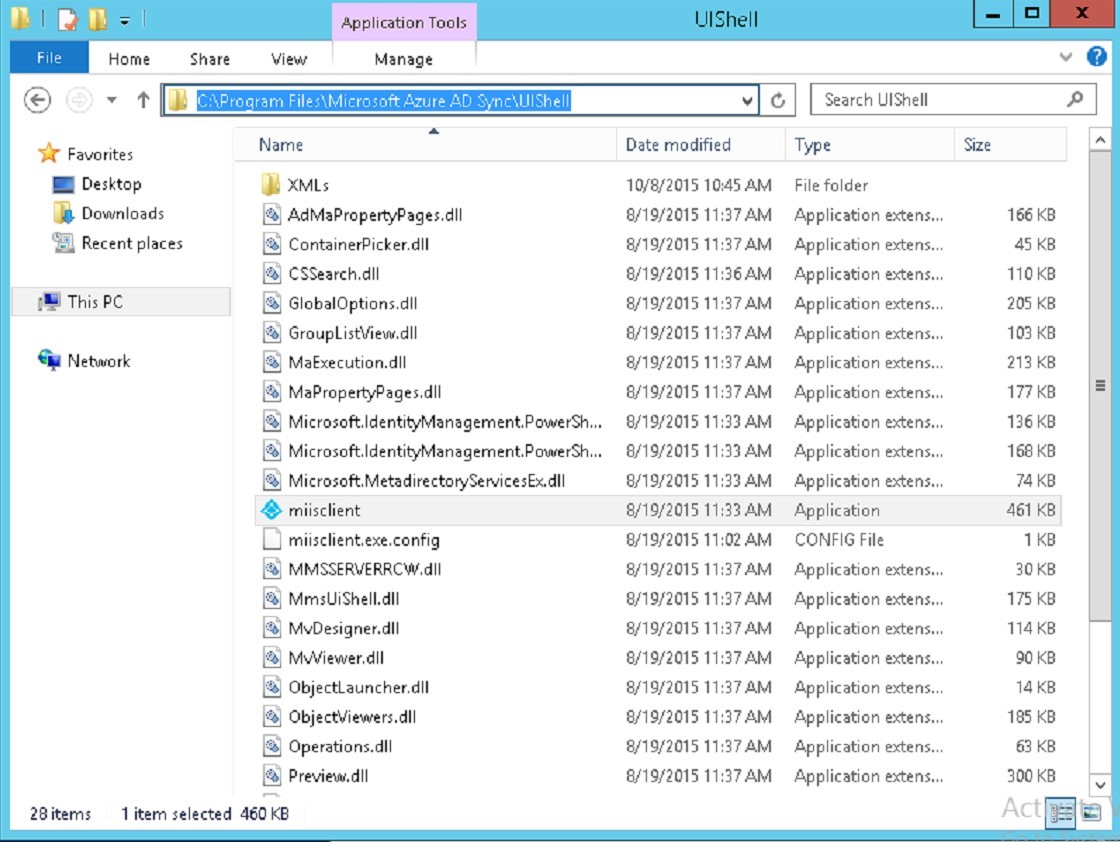 Application Tools
UIShell
File
Home
Share
View
Manage
C:\Program Files\Microsoft Azure AD Sync\UIShell
Search UIShell
Favorites
Desktop
Downloads
Recent places
This PC
Network
Name Date modified Type Size
XMLs 10/8/2015 10:45 AM File folder
AdMaPropertyPages.dll 8/19/2015 11:37 AM Application extens... 166 KB
ContainerPicker.dll 8/19/2015 11:37 AM Application extens... 45 KB
CSSearch.dll 8/19/2015 11:36 AM Application extens... 110 KB
GlobalOptions.dll 8/19/2015 11:37 AM Application extens... 205 KB
GroupListView.dll 8/19/2015 11:37 AM Application extens... 103 KB
MaExecution.dll 8/19/2015 11:37 AM Application extens... 213 KB
MaPropertyPages.dll 8/19/2015 11:37 AM Application extens... 177 KB
Microsoft.IdentityManagement.PowerSh... 8/19/2015 11:33 AM Application extens... 136 KB
Microsoft.IdentityManagement.PowerSh... 8/19/2015 11:33 AM Application extens... 168 KB
Microsoft.MetadirectoryServicesEx.dll 8/19/2015 11:33 AM Application extens... 74 KB
miisclient 8/19/2015 11:33 AM Application 461 KB
miisclient.exe.config 8/19/2015 11:02 AM CONFIG File 1 KB
MMSSERVERRCW.dll 8/19/2015 11:37 AM Application extens... 30 KB
MmsUiShell.dll 8/19/2015 11:37 AM Application extens... 175 KB
MvDesigner.dll 8/19/2015 11:37 AM Application extens... 114 KB
MvViewer.dll 8/19/2015 11:37 AM Application extens... 90 KB
ObjectLauncher.dll 8/19/2015 11:37 AM Application extens... 14 KB
ObjectViewers.dll 8/19/2015 11:37 AM Application extens... 185 KB
Operations.dll 8/19/2015 11:37 AM Application extens... 63 KB
Preview.dll 8/19/2015 11:37 AM Application extens... 300 KB
28 items 1 item selected 460 KB